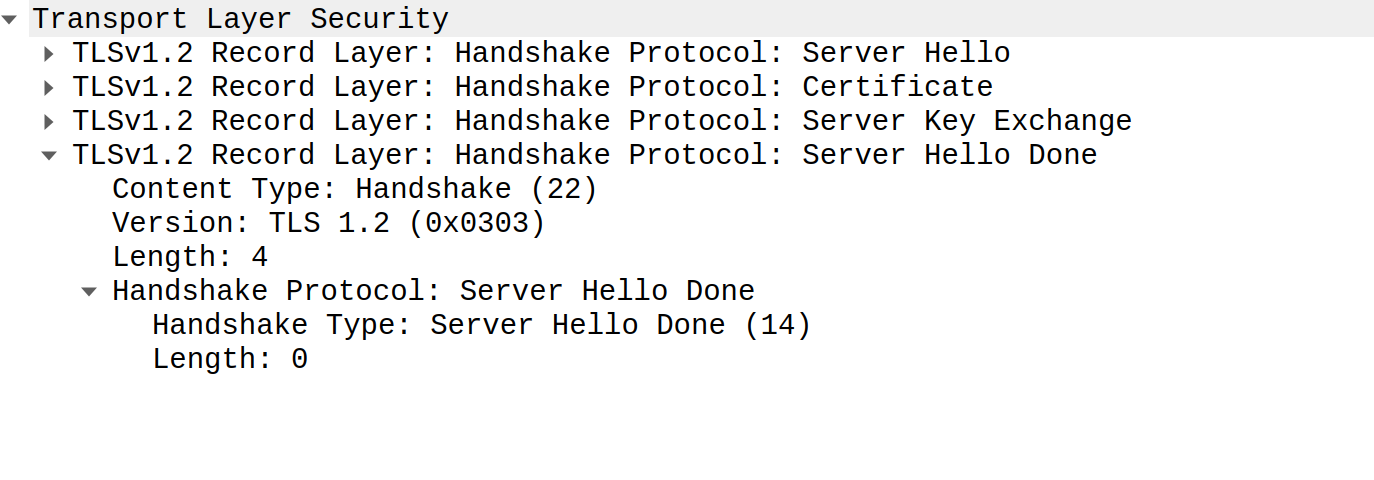 Transport Layer Security
TLSv1.2 Record Layer: Handshake Protocol: Server Hello
TLSv1.2 Record Layer: Handshake Protocol: Certificate
TLSv1.2 Record Layer: Handshake Protocol: Server Key Exchange
TLSv1.2 Record Layer: Handshake Protocol: Server Hello Done
Content Type: Handshake (22)
Version: TLS 1.2 (0x0303)
Length: 4
Handshake Protocol: Server Hello Done
Handshake Type: Server Hello Done (14)
Length: 0